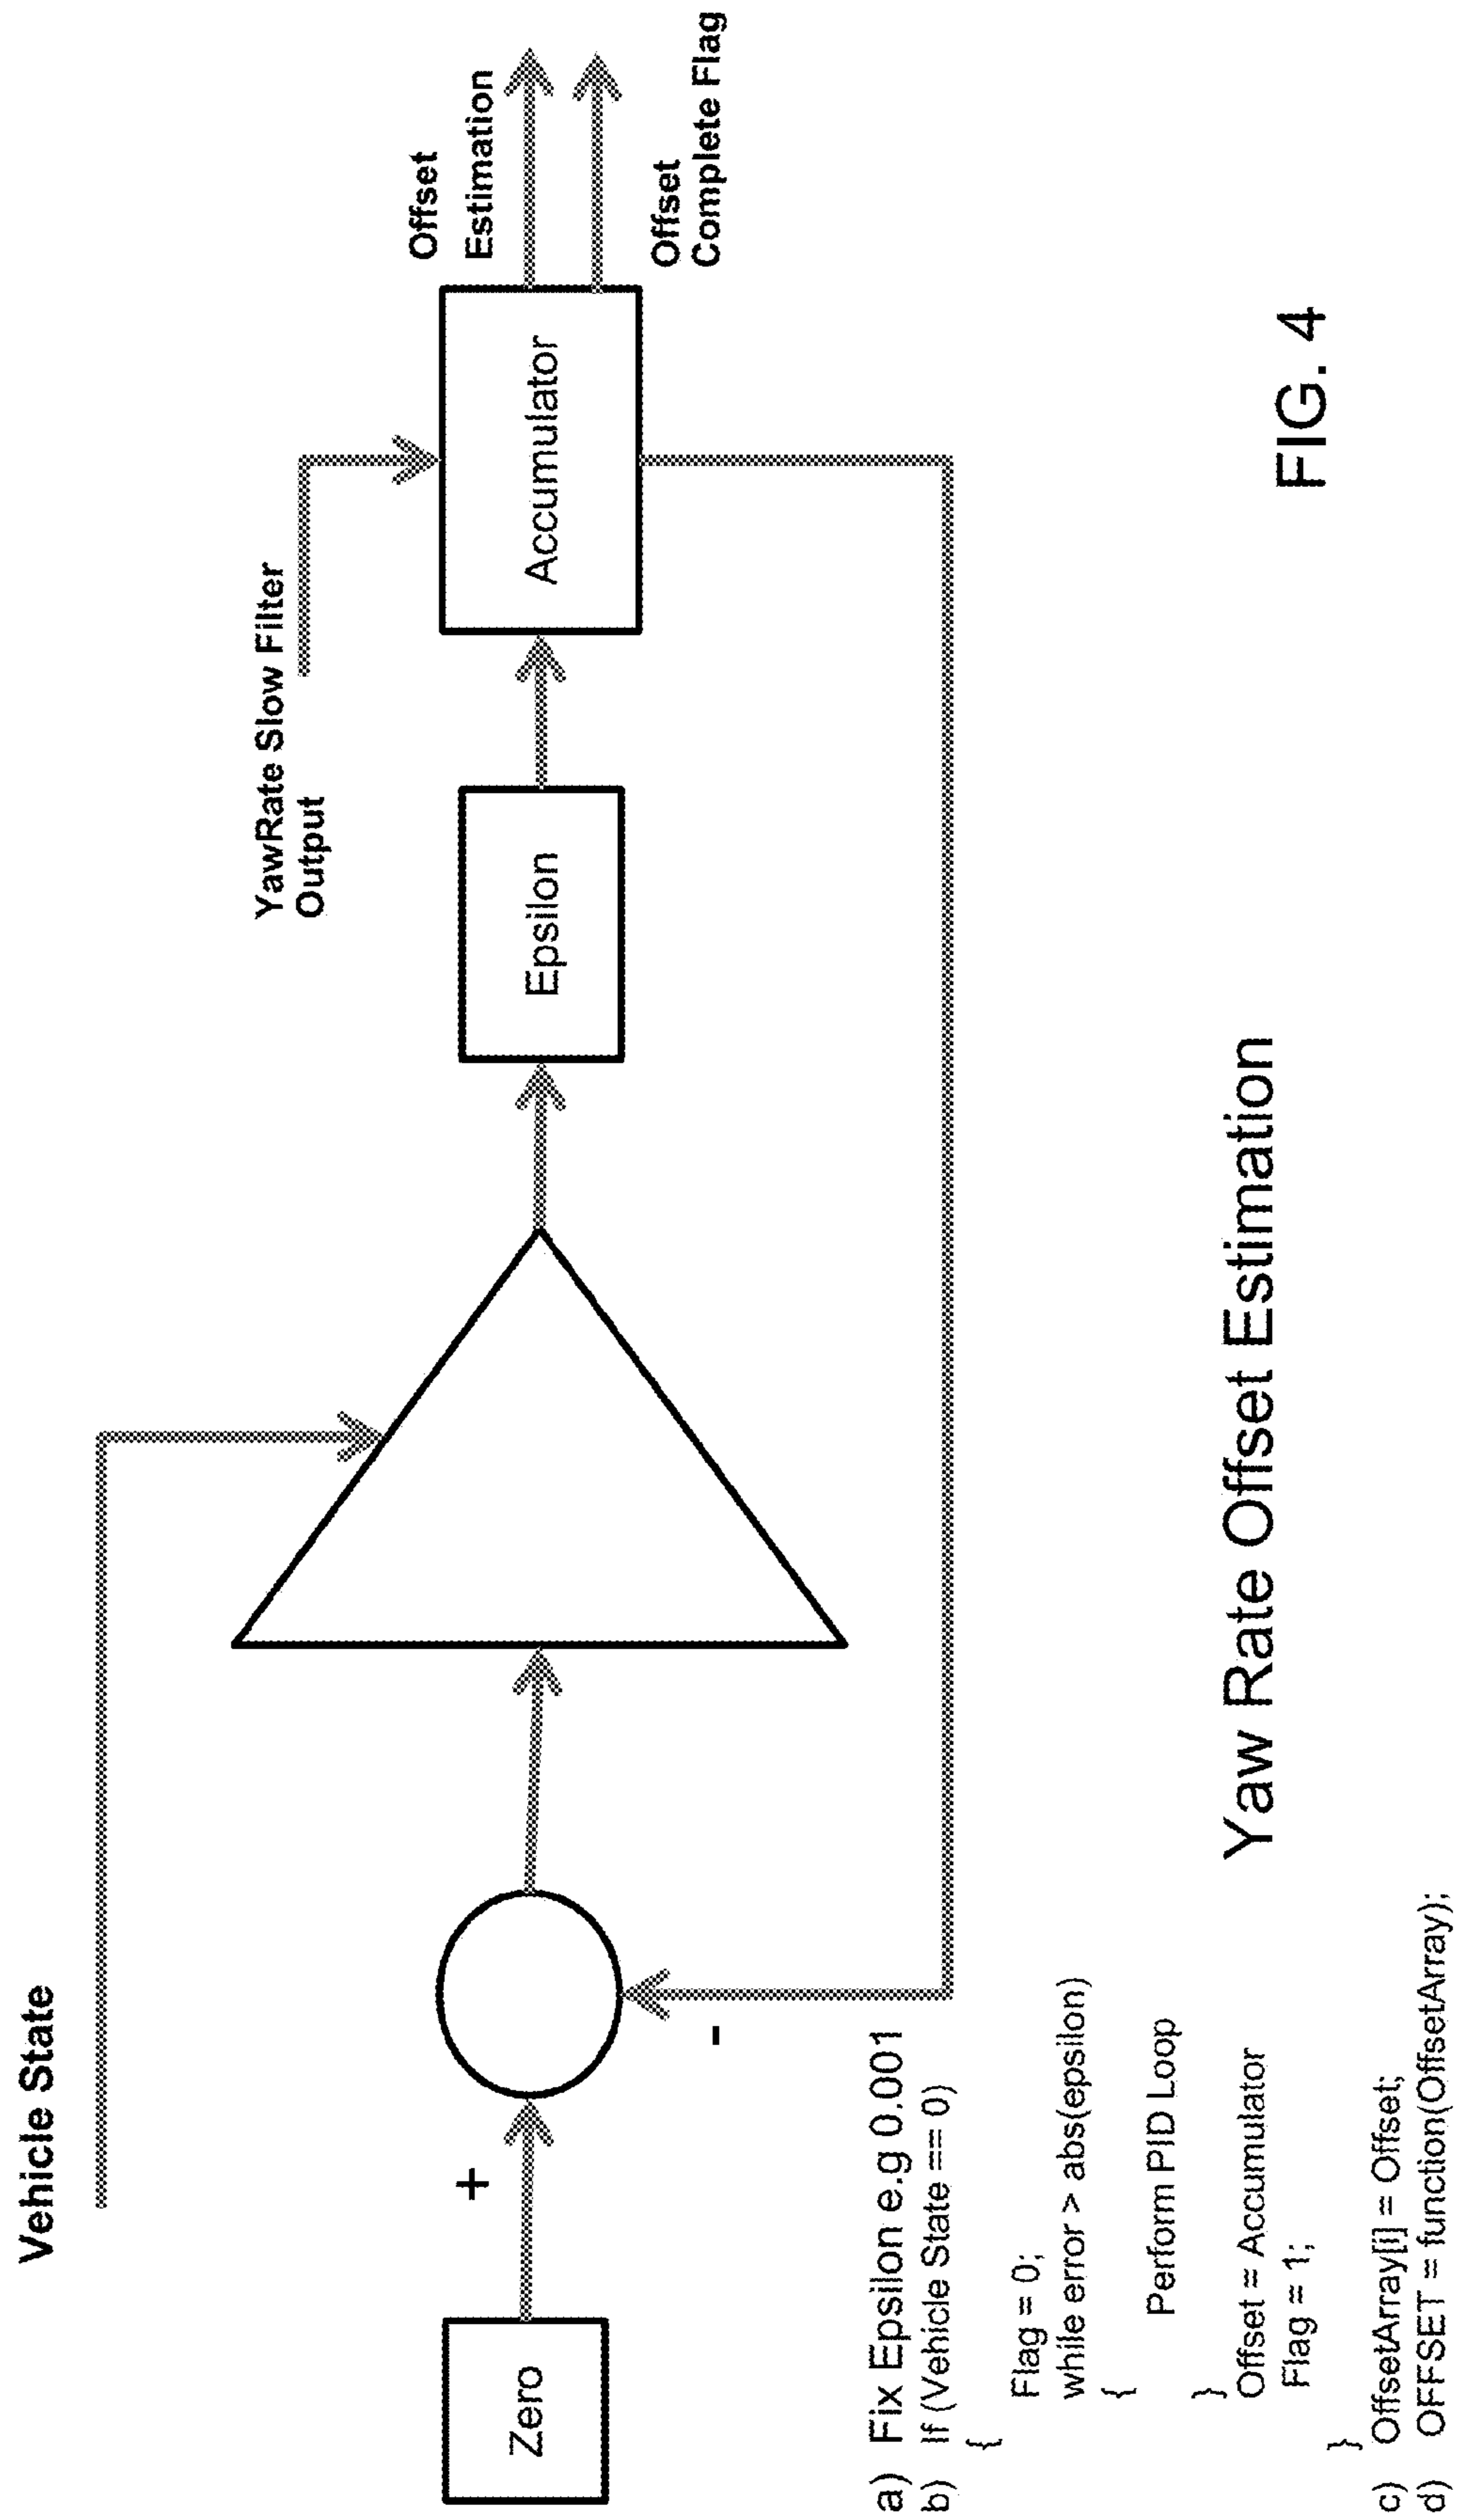 Vehicle State
YawRate Slow Filter
Output
Offset
Estimation
Zero
+
Epsilon
Accumulator
-
Offset
Complete Flag
a) Fix Epsilon e.g 0.001
b) If (Vehicle State == 0)
{
Flag = 0;
while error > abs(epsilon)
{
Perform PID Loop
}
Offset = Accumulator
Flag = 1;
}
c) OffsetArray[i] = Offset;
d) OFFSET = function(OffsetArray);
Yaw Rate Offset Estimation
FIG. 4